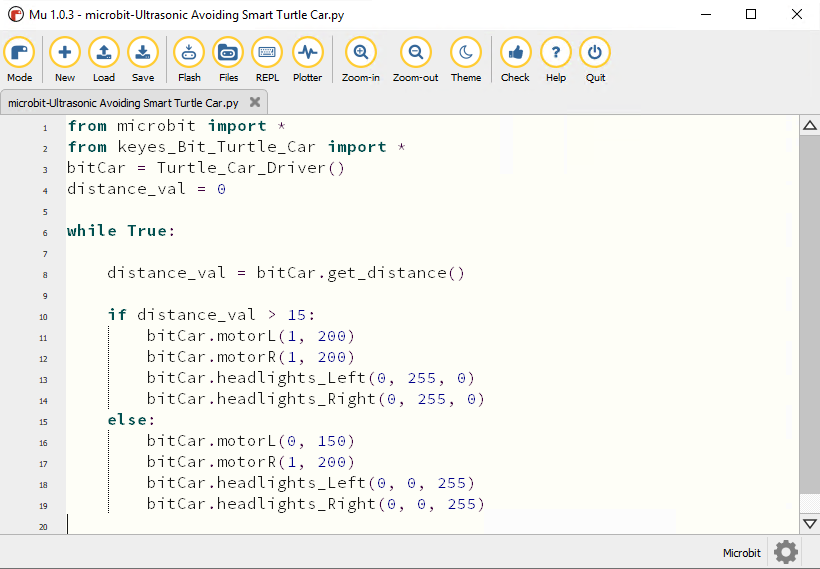 Mu 1.0.3 - microbit-Ultrasonic Avoiding Smart Turtle Car.py
Mode New Load Save Flash Files REPL Plotter Zoom-in Zoom-out Theme Check Help Quit
microbit-Ultrasonic Avoiding Smart Turtle Car.py
1 from microbit import *
2 from keyes_Bit_Turtle_Car import *
3 bitCar = Turtle_Car_Driver()
4 distance_val = 0
5
6 while True:
7
8     distance_val = bitCar.get_distance()
9
10     if distance_val > 15:
11         bitCar.motorL(1, 200)
12         bitCar.motorR(1, 200)
13         bitCar.headlights_Left(0, 255, 0)
14         bitCar.headlights_Right(0, 255, 0)
15     else:
16         bitCar.motorL(0, 150)
17         bitCar.motorR(1, 200)
18         bitCar.headlights_Left(0, 0, 255)
19         bitCar.headlights_Right(0, 0, 255)
20
Microbit